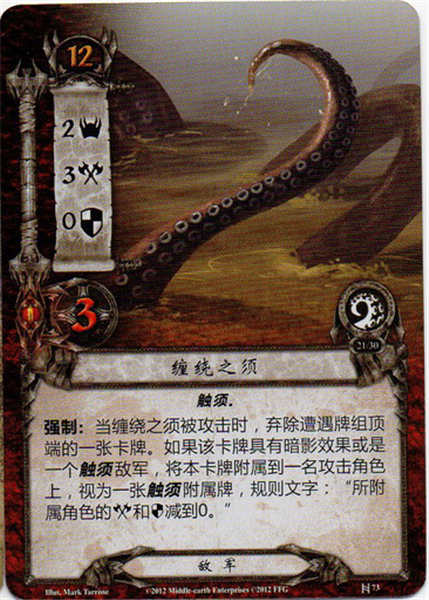 12
2
3
0
3
21/30
缠绕之须
触须.
强制：当缠绕之须被攻击时，弃除遭遇牌组顶
端的一张卡牌。如果该卡牌具有暗影效果或是
一个触须敌军，将本卡牌附属到一名攻击角色
上，视为一张触须附属牌，规则文字：“所附
属角色的和减到0。”
敌军
Illut. Mark Tarrose ©2012 Middle-earth Enterprises ©2012 FFG 73